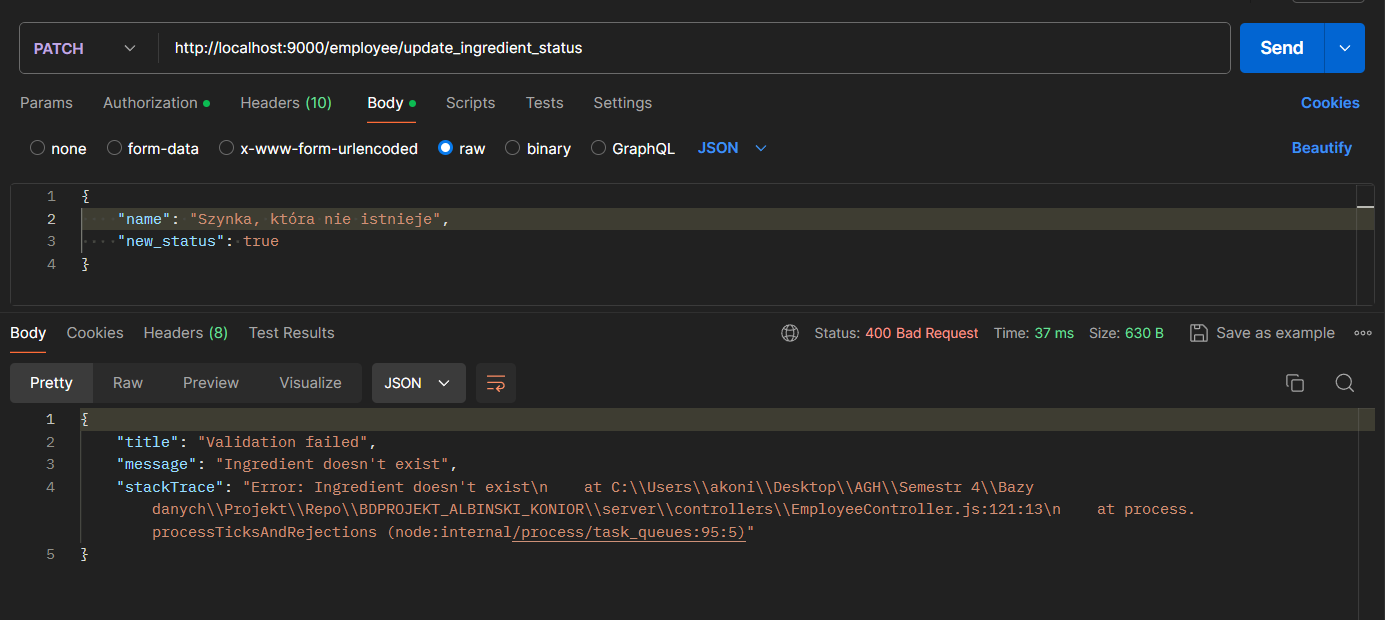 PATCH http://localhost:9000/employee/update_ingredient_status Send
Params Authorization Headers (10) Body Scripts Tests Settings Cookies
none form-data x-www-form-urlencoded raw binary GraphQL JSON Beautify
1 {
2 "name": "Szynka, która nie istnieje",
3 "new_status": true
4 }
Body Cookies Headers (8) Test Results Status: 400 Bad Request Time: 37 ms Size: 630 B Save as example
Pretty Raw Preview Visualize JSON
1 {
2 "title": "Validation failed",
3 "message": "Ingredient doesn't exist",
4 "stackTrace": "Error: Ingredient doesn't exist\n    at C:\\Users\\akoni\\Desktop\\AGH\\Semestr 4\\Bazy
danych\\Projekt\\Repo\\BDPROJEKT_ALBINSKI_KONIOR\\server\\controllers\\EmployeeController.js:121:13\n    at process.
processTicksAndRejections (node:internal/process/task_queues:95:5)"
5 }